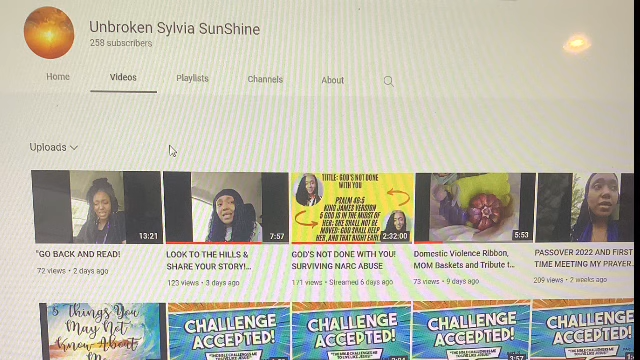 Unbroken Sylvia SunShine
258 subscribers
Home Videos Playlists Channels About
Uploads
13:21
7:57
TITLE: GOD'S NOT DONE
WITH YOU
PSALM 46:5
KING JAMES VERSION
5 GOD IS IN THE MIDST OF
HER; SHE SHALL NOT BE
MOVED: GOD SHALL HELP
HER, AND THAT RIGHT EARLY
2:32:00
5:53
"GO BACK AND READ!
72 views • 2 days ago
LOOK TO THE HILLS &
SHARE YOUR STORY!...
123 views • 3 days ago
GOD'S NOT DONE WITH YOU!
SURVIVING NARC ABUSE
171 views • Streamed 6 days ago
Domestic Violence Ribbon,
MOM Baskets and Tribute t...
73 views • 9 days ago
PASSOVER 2022 AND FIRST
TIME MEETING MY PRAYER
209 views • 2 weeks ago
Things You
May Not
Know About
Me
CHALLENGE
ACCEPTED!
CHALLENGE
ACCEPTED!
CHALLENGE
ACCEPTED!
3:57
CHALLENGE
ACCEPTED!